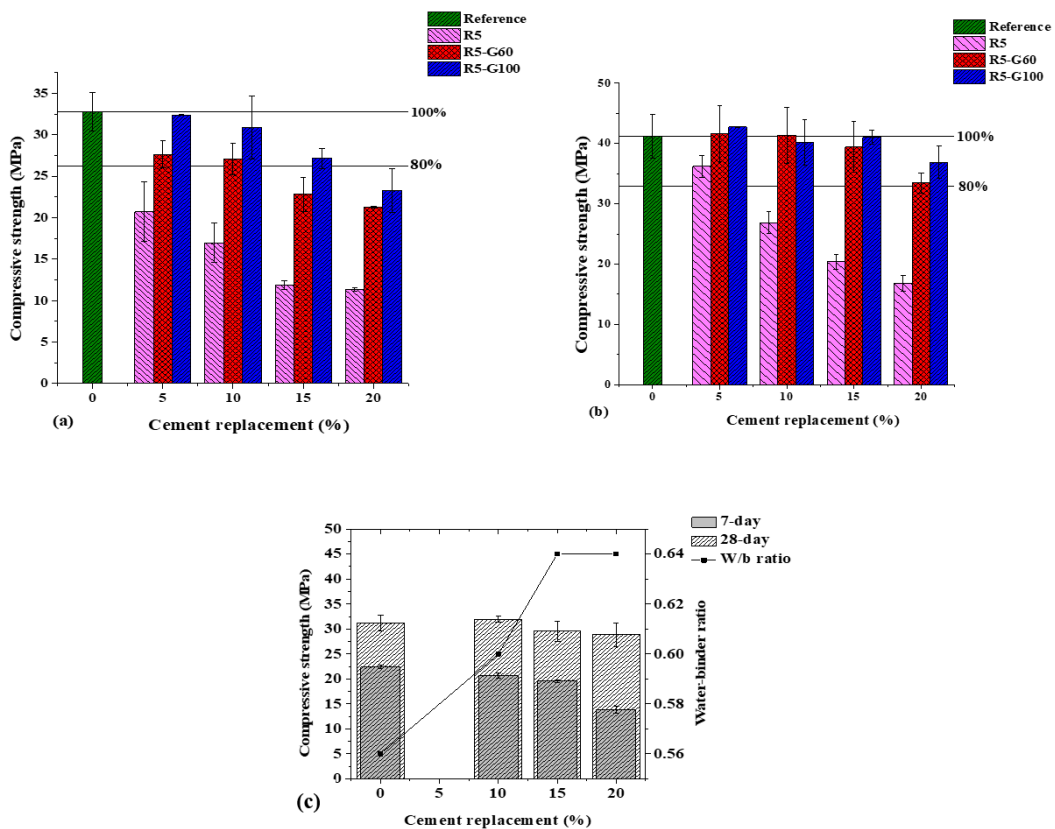 Reference
R5
R5-G60
R5-G100
Compressive strength (MPa)
35
30
25
20
15
10
5
0
100%
80%
0 5 10 15 20
(a)
Cement replacement (%)
Reference
R5
R5-G60
R5-G100
Compressive strength (MPa)
50
40
30
20
10
0
100%
80%
0 5 10 15 20
(b)
Cement replacement (%)
7-day
28-day
W/b ratio
Compressive strength (MPa)
50
45
40
35
30
25
20
15
10
5
0
0.64
0.62
0.60
0.58
0.56
Water-binder ratio
0 5 10 15 20
(c)
Cement replacement (%)